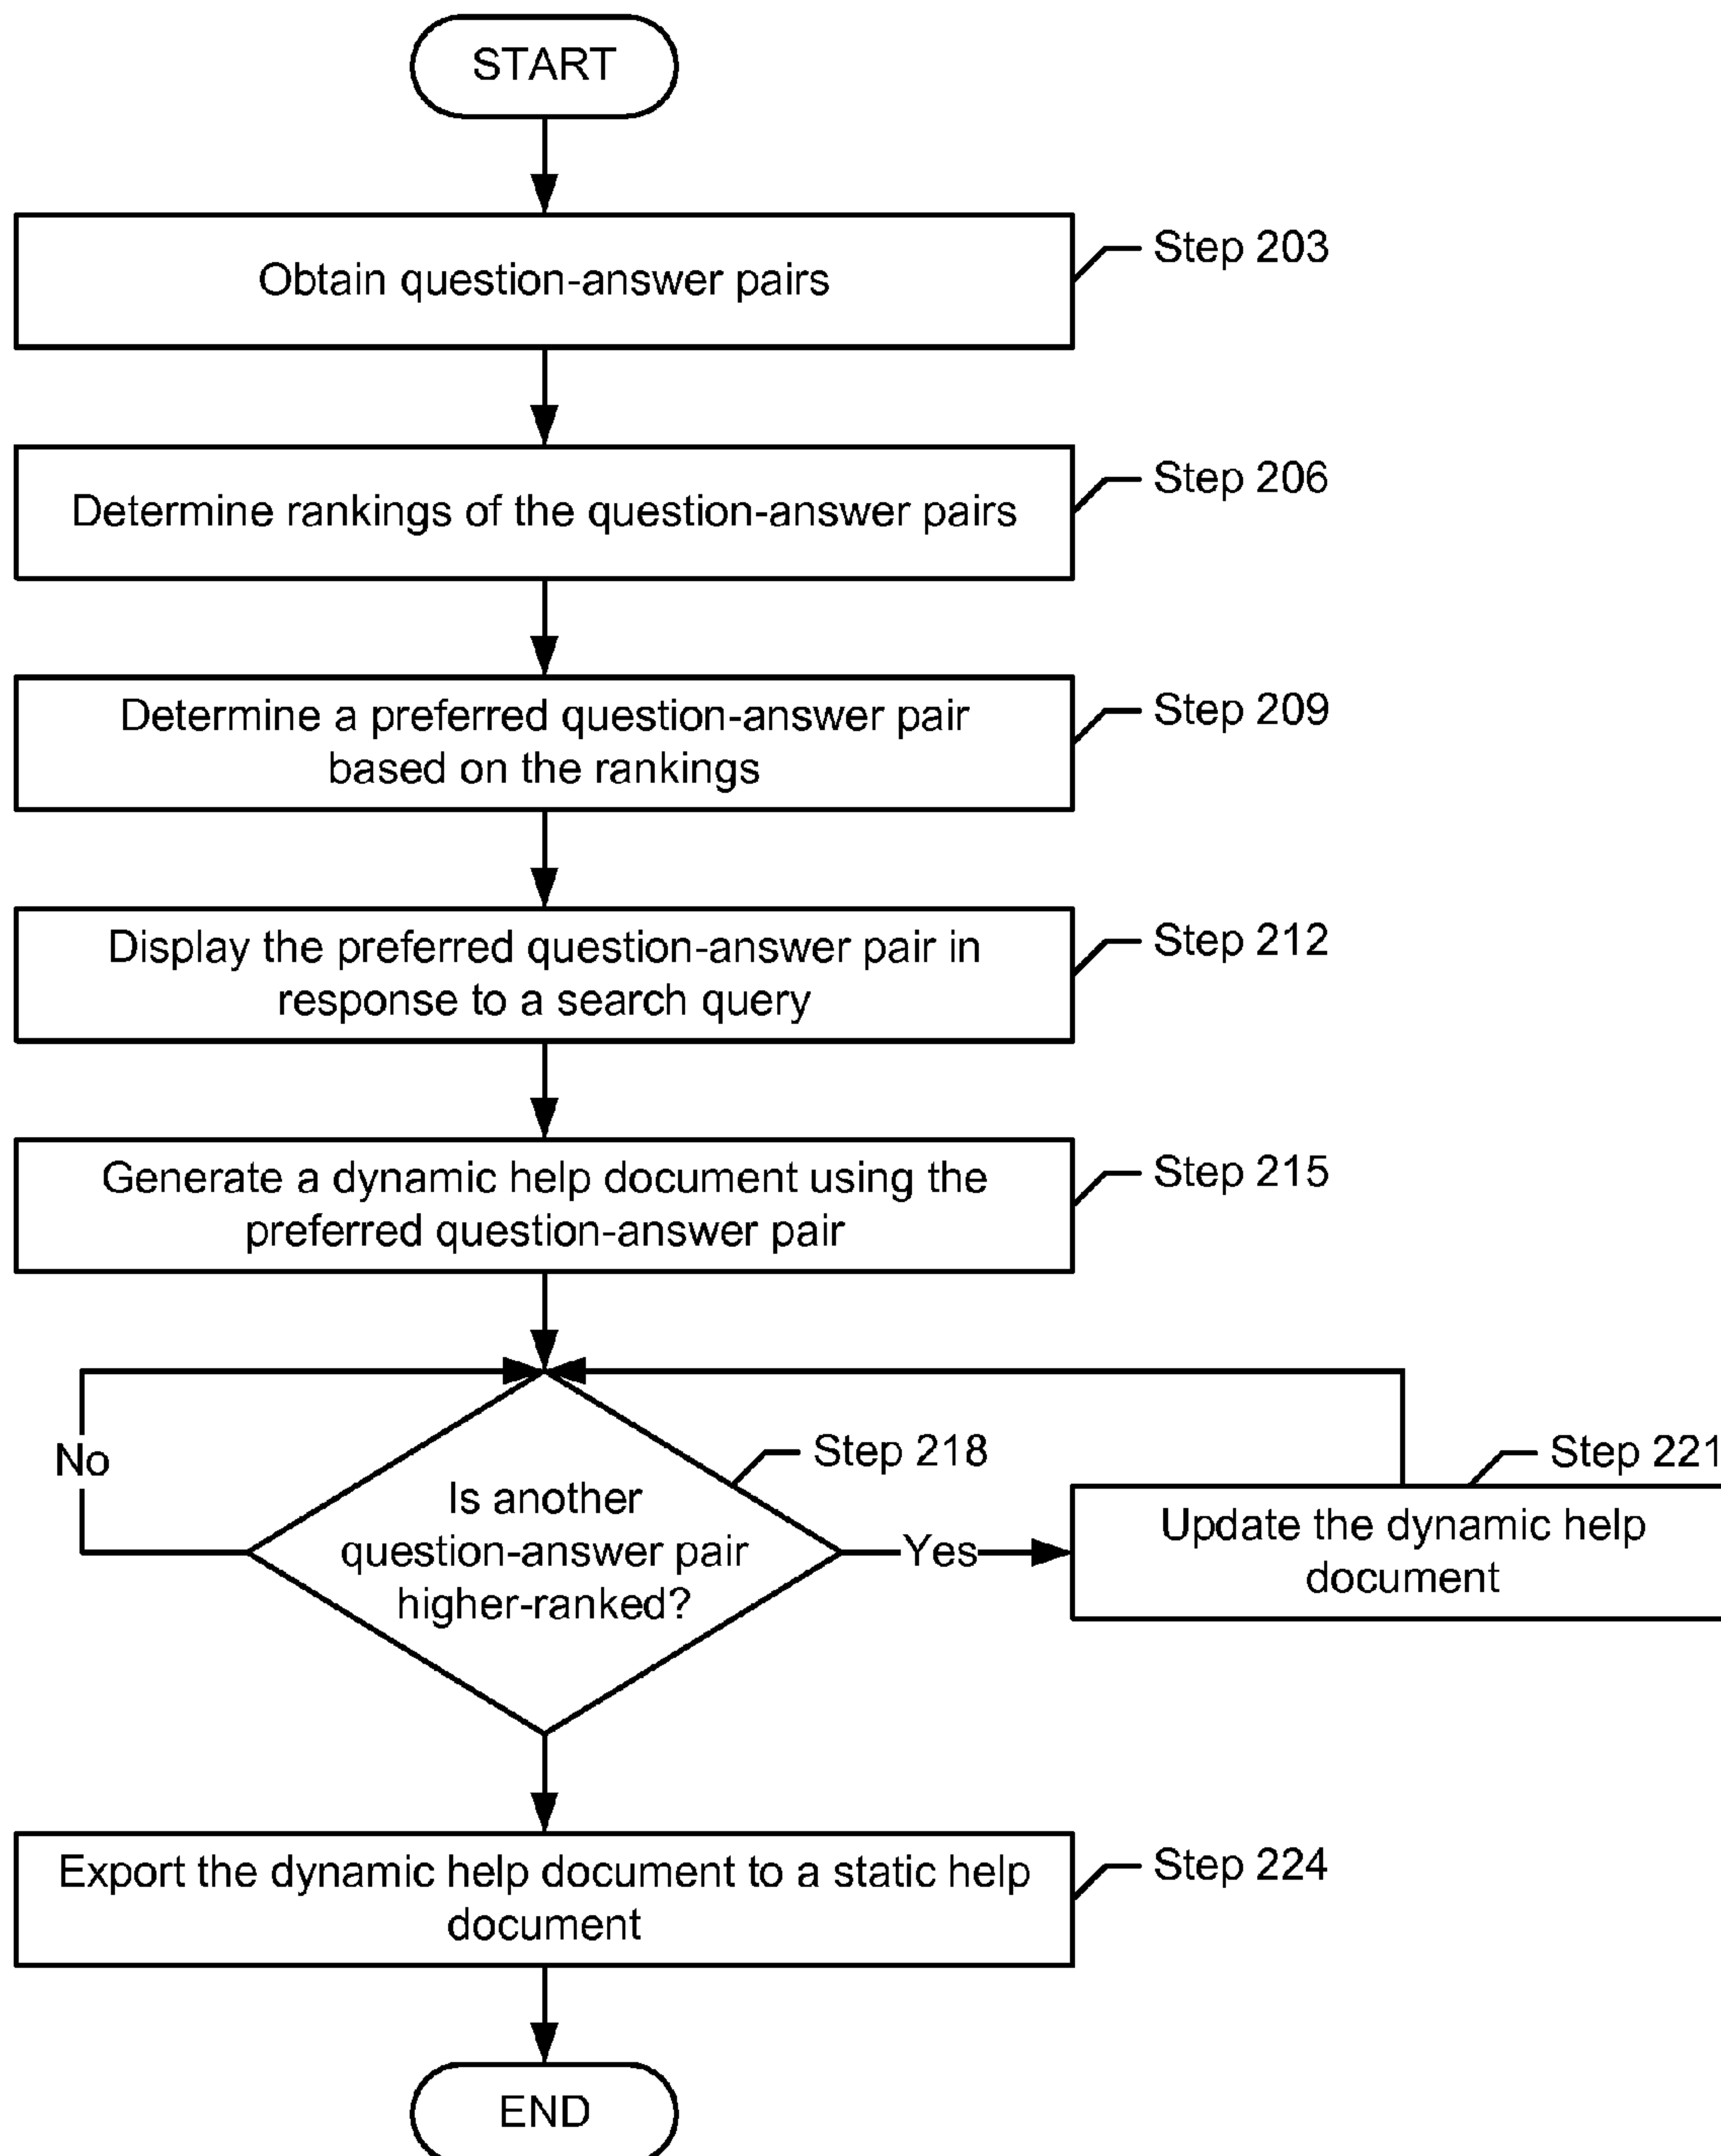 START
Obtain question-answer pairs
Step 203
Determine rankings of the question-answer pairs
Step 206
Determine a preferred question-answer pair
based on the rankings
Step 209
Display the preferred question-answer pair in
response to a search query
Step 212
Generate a dynamic help document using the
preferred question-answer pair
Step 215
No
Is another
question-answer pair
higher-ranked?
Step 218
Yes
Step 221
Update the dynamic help
document
Export the dynamic help document to a static help
document
Step 224
END